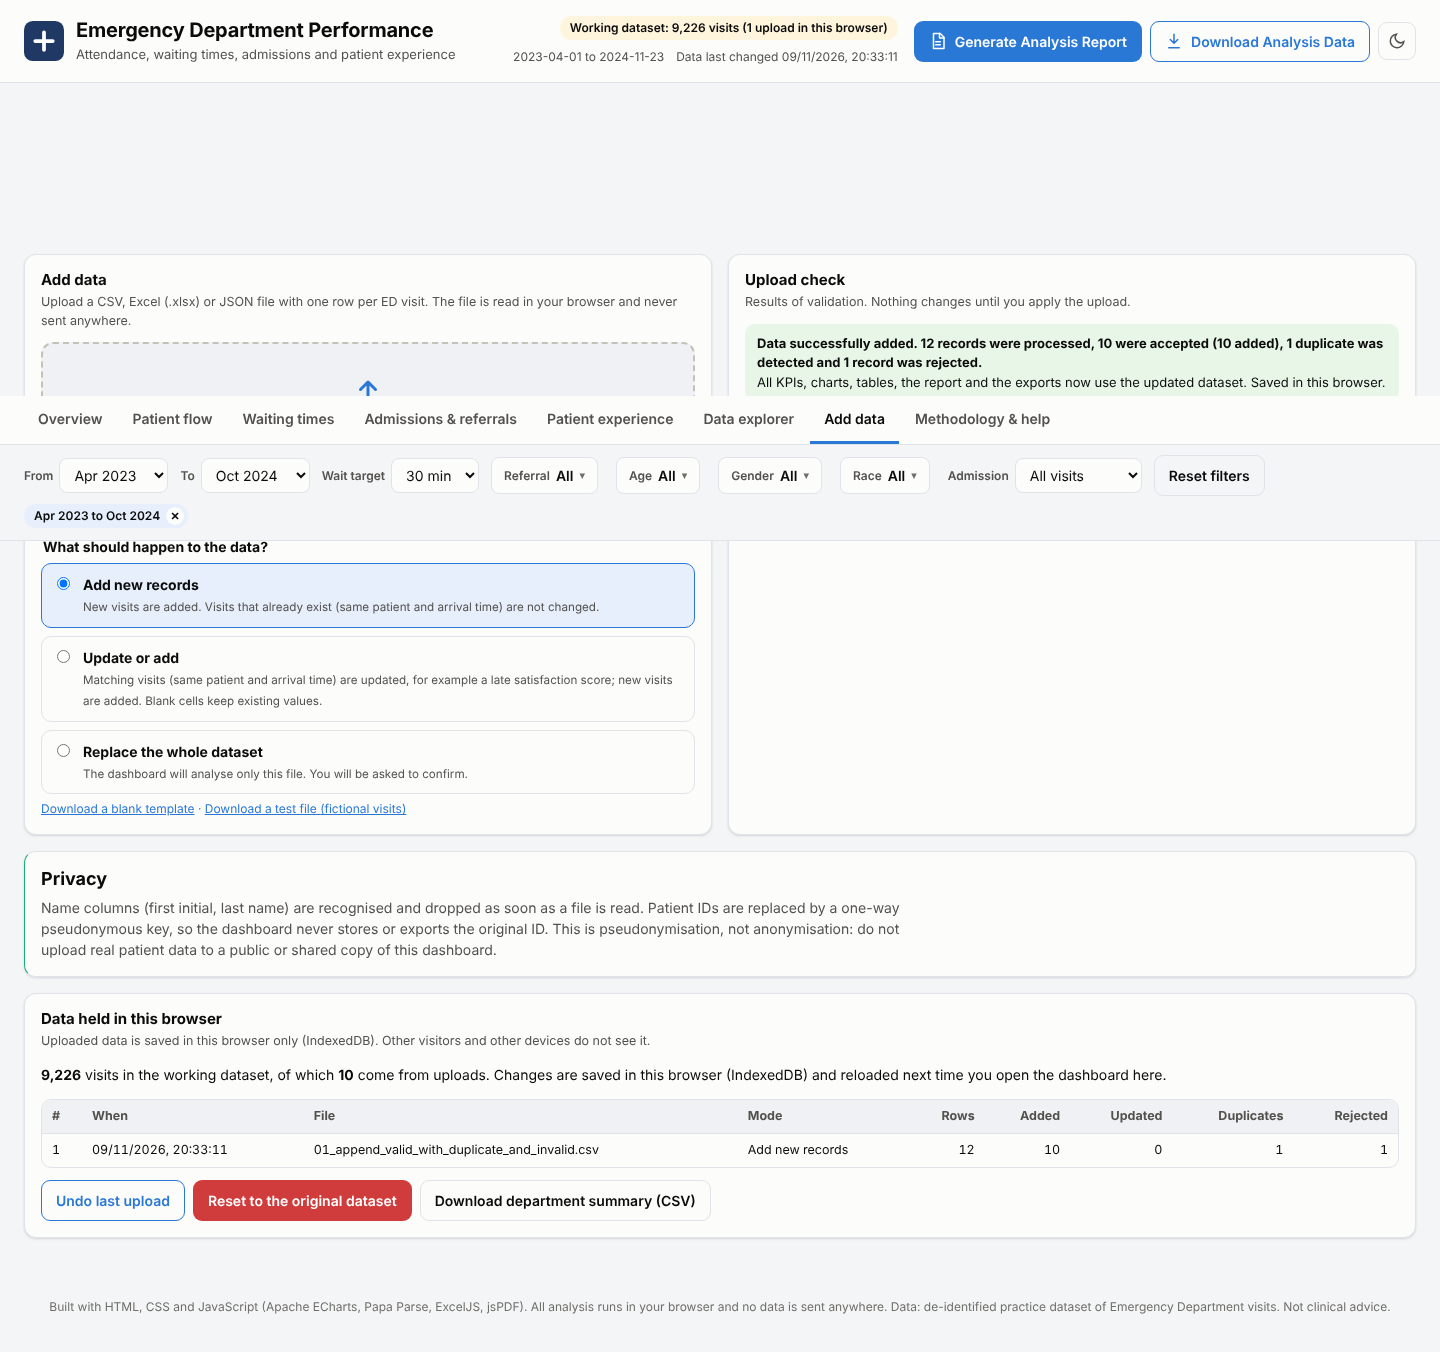 Emergency Department Performance
Attendance, waiting times, admissions and patient experience
Working dataset: 9,226 visits (1 upload in this browser)
2023-04-01 to 2024-11-23 Data last changed 09/11/2026, 20:33:11
Generate Analysis Report
Download Analysis Data
Add data
Upload a CSV, Excel (.xlsx) or JSON file with one row per ED visit. The file is read in your browser and never
sent anywhere.
Upload check
Results of validation. Nothing changes until you apply the upload.
Data successfully added. 12 records were processed, 10 were accepted (10 added), 1 duplicate was
detected and 1 record was rejected.
All KPIs, charts, tables, the report and the exports now use the updated dataset. Saved in this browser.
Overview Patient flow Waiting times Admissions & referrals Patient experience Data explorer Add data Methodology & help
From Apr 2023 To Oct 2024 Wait target 30 min Referral All ▾ Age All ▾ Gender All ▾ Race All ▾ Admission All visits Reset filters
Apr 2023 to Oct 2024 ✕
What should happen to the data?
Add new records
New visits are added. Visits that already exist (same patient and arrival time) are not changed.
Update or add
Matching visits (same patient and arrival time) are updated, for example a late satisfaction score; new visits
are added. Blank cells keep existing values.
Replace the whole dataset
The dashboard will analyse only this file. You will be asked to confirm.
Download a blank template · Download a test file (fictional visits)
Privacy
Name columns (first initial, last name) are recognised and dropped as soon as a file is read. Patient IDs are replaced by a one-way
pseudonymous key, so the dashboard never stores or exports the original ID. This is pseudonymisation, not anonymisation: do not
upload real patient data to a public or shared copy of this dashboard.
Data held in this browser
Uploaded data is saved in this browser only (IndexedDB). Other visitors and other devices do not see it.
9,226 visits in the working dataset, of which 10 come from uploads. Changes are saved in this browser (IndexedDB) and reloaded next time you open the dashboard here.
# When File Mode Rows Added Updated Duplicates Rejected
1 09/11/2026, 20:33:11 01_append_valid_with_duplicate_and_invalid.csv Add new records 12 10 0 1 1
Undo last upload
Reset to the original dataset
Download department summary (CSV)
Built with HTML, CSS and JavaScript (Apache ECharts, Papa Parse, ExcelJS, jsPDF). All analysis runs in your browser and no data is sent anywhere. Data: de-identified practice dataset of Emergency Department visits. Not clinical advice.